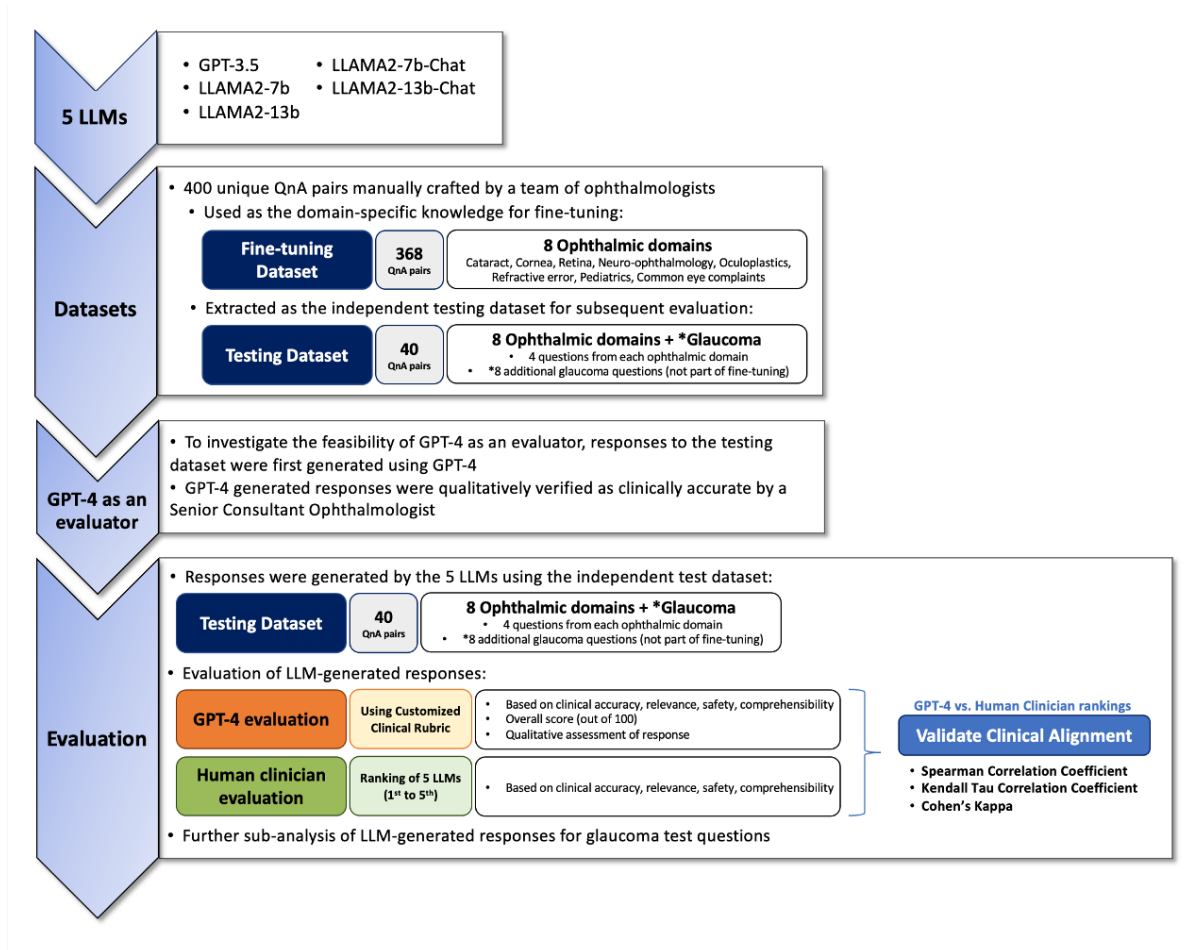 5 LLMs
• GPT-3.5
• LLAMA2-7b
• LLAMA2-13b
• LLAMA2-7b-Chat
• LLAMA2-13b-Chat
Datasets
• 400 unique QnA pairs manually crafted by a team of ophthalmologists
• Used as the domain-specific knowledge for fine-tuning:
Fine-tuning
Dataset
368
QnA pairs
8 Ophthalmic domains
Cataract, Cornea, Retina, Neuro-ophthalmology, Oculoplastics,
Refractive error, Pediatrics, Common eye complaints
• Extracted as the independent testing dataset for subsequent evaluation:
Testing Dataset
40
QnA pairs
8 Ophthalmic domains + *Glaucoma
• 4 questions from each ophthalmic domain
• *8 additional glaucoma questions (not part of fine-tuning)
GPT-4 as an
evaluator
• To investigate the feasibility of GPT-4 as an evaluator, responses to the testing
dataset were first generated using GPT-4
• GPT-4 generated responses were qualitatively verified as clinically accurate by a
Senior Consultant Ophthalmologist
Evaluation
• Responses were generated by the 5 LLMs using the independent test dataset:
Testing Dataset
40
QnA pairs
8 Ophthalmic domains + *Glaucoma
• 4 questions from each ophthalmic domain
• *8 additional glaucoma questions (not part of fine-tuning)
• Evaluation of LLM-generated responses:
GPT-4 evaluation
Using Customized
Clinical Rubric
• Based on clinical accuracy, relevance, safety, comprehensibility
• Overall score (out of 100)
• Qualitative assessment of response
Human clinician
evaluation
Ranking of 5 LLMs
(1st to 5th)
• Based on clinical accuracy, relevance, safety, comprehensibility
GPT-4 vs. Human Clinician rankings
Validate Clinical Alignment
• Spearman Correlation Coefficient
• Kendall Tau Correlation Coefficient
• Cohen's Kappa
• Further sub-analysis of LLM-generated responses for glaucoma test questions